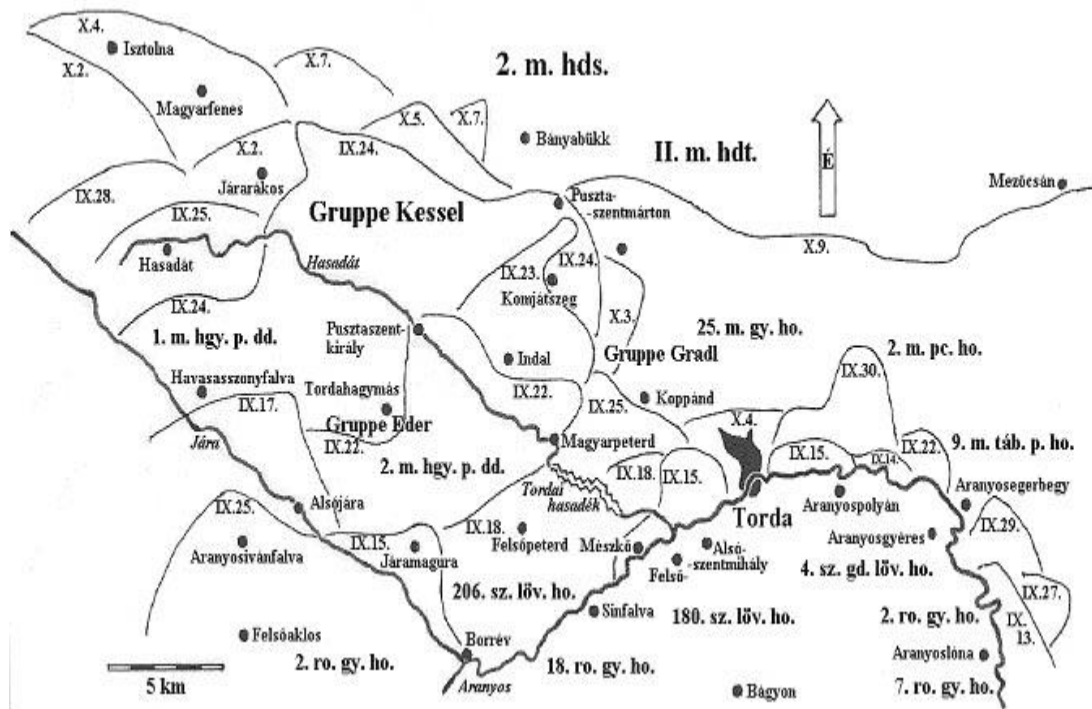 X.4.
Isztolna
X.2.
X.7.
2. m. hds.
Magyarfenes
X.5.
X.7.
Bányabükk
X.2.
IX.24.
II. m. hdt.
É
Mezőcsán
Járarákos
IX.28.
Puszta-
-szentmárton
IX.25.
Gruppe Kessel
X.9.
Hasadát
Hasadát
IX.23.
IX.24.
Komjátszeg
IX.24.
X.3.
1. m. hgy. p. dd.
Pusztaszent-
király
25. m. gy. ho.
Indal
Gruppe Gradl
2. m. pc. ho.
Havasasszonyfalva
Tordahagymás
IX.30.
IX.17.
IX.22.
IX.25.
Koppánd
Gruppe Eder
X.4.
Jára
IX.22.
Magyarpeterd
IX.15.
IX.14.
IX.22.
9. m. táb. p. ho.
2. m. hgy. p. dd.
IX.18.
IX.15.
Tordai
hasadék
Aranyosegerbegy
Alsójára
Torda
Aranyospolyán
IX.25.
IX.18.
IX.29.
Aranyosivánfalva
IX.15.
Felsőpeterd
Mészkő
Alsó-
-szentmihály
Aranyosgyéres
Járamagura
Felső-
4. sz. gd. löv. ho.
206. sz. löv. ho.
IX.27.
Sinfalva
180. sz. löv. ho.
2. ro. gy. ho.
IX.
13.
Felsőaklos
Borrév
2. ro. gy. ho.
18. ro. gy. ho.
Aranyoslóna
5 km
Aranyos
Bágyon
7. ro. gy. ho.